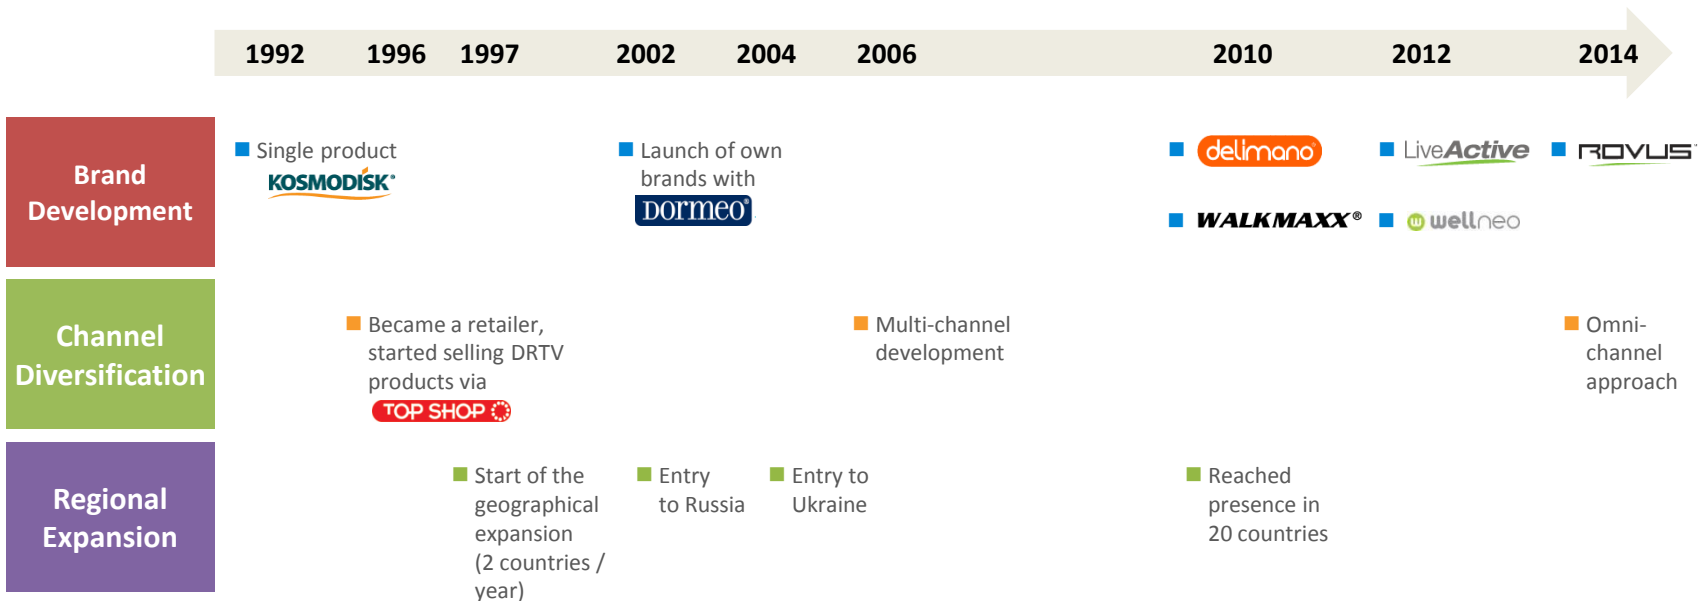 1992 1996 1997 2002 2004 2006 2010 2012 2014
Brand
Development
Single product
KOSMODISK®
Launch of own
brands with
DORMEO®
delimano®
WALKMAXX®
LiveActive
wellneo
ROVUS
Channel
Diversification
Became a retailer,
started selling DRTV
products via
TOP SHOP
Multi-channel
development
Omni-
channel
approach
Regional
Expansion
Start of the
geographical
expansion
(2 countries /
year)
Entry
to Russia
Entry to
Ukraine
Reached
presence in
20 countries